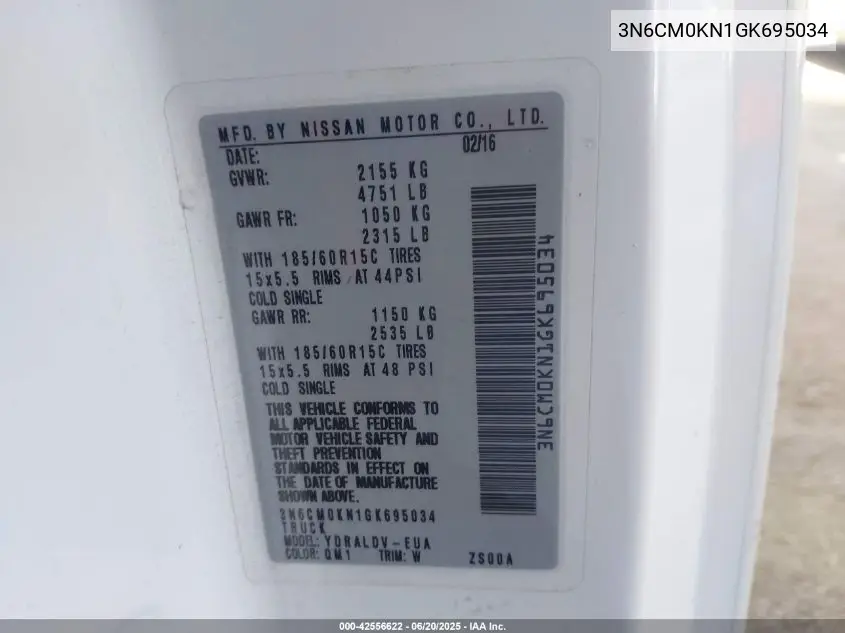 3N6CM0KN1GK695034
MFD. BY NISSAN MOTOR CO., LTD.
DATE: 02/16
GVWR: 2155 KG
4751 LB
GAWR FR: 1050 KG
2315 LB
WITH 185/60R15C TIRES
15x5.5 RIMS AT 44PSI
COLD SINGLE
GAWR RR: 1150 KG
2535 LB
WITH 185/60R15C TIRES
15x5.5 RIMS AT 48 PSI
COLD SINGLE
THIS VEHICLE CONFORMS TO
ALL APPLICABLE FEDERAL
MOTOR VEHICLE SAFETY AND
THEFT PREVENTION
STANDARDS IN EFFECT ON
THE DATE OF MANUFACTURE
SHOWN ABOVE.
3N6CM0KN1GK695034
TRUCK
MODEL: YDRALDV-EUA
COLOR: QM1 TRIM: W ZS00A
3N6CM0KN1GK695034
000-42556622 - 06/20/2025 - IAA Inc.